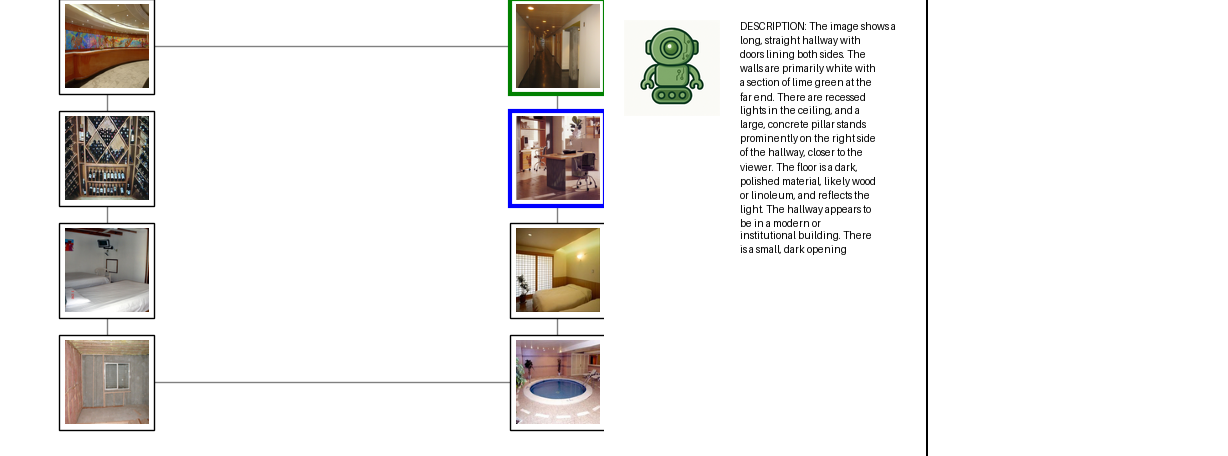 DESCRIPTION: The image shows a
long, straight hallway with
doors lining both sides. The
walls are primarily white with
a section of lime green at the
far end. There are recessed
lights in the ceiling, and a
large, concrete pillar stands
prominently on the right side
of the hallway, closer to the
viewer. The floor is a dark,
polished material, likely wood
or linoleum, and reflects the
light. The hallway appears to
be in a modern or
institutional building. There
is a small, dark opening